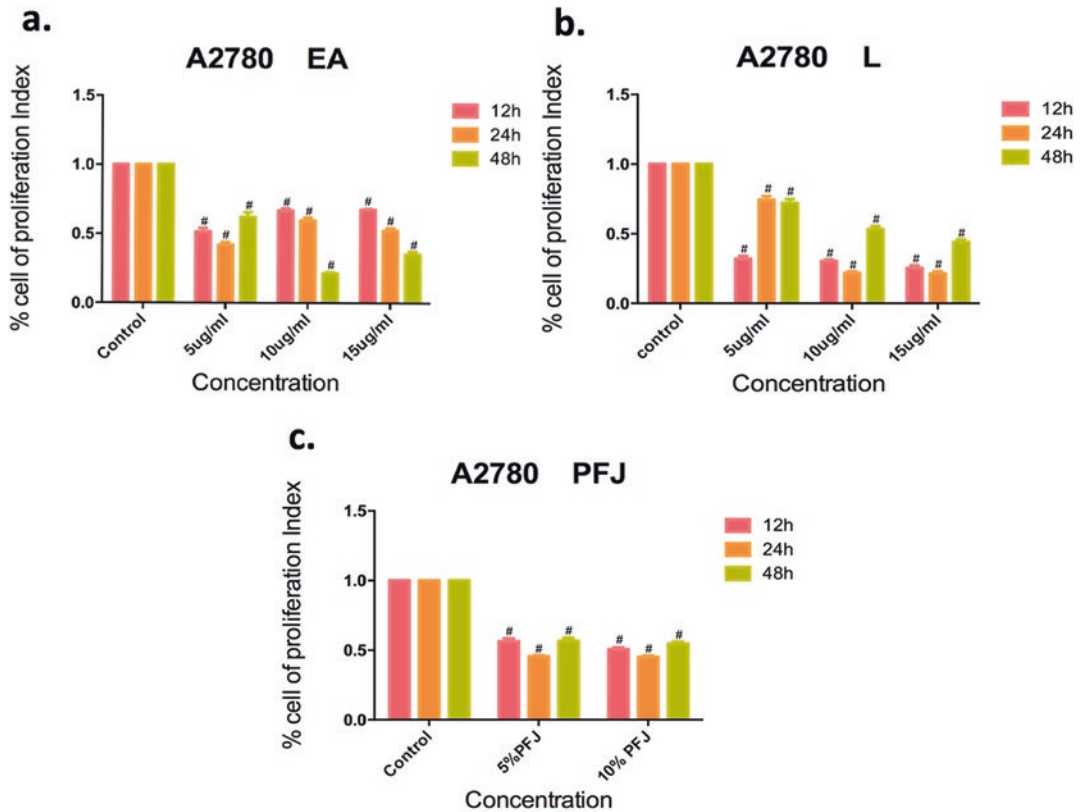 a.
A2780 EA
% cell of proliferation Index
1.5
1.0
0.5
0.0
# # # # # # # # #
Control
5ug/ml
10ug/ml
15ug/ml
Concentration
12h
24h
48h
b.
A2780 L
% cell of proliferation Index
1.5
1.0
0.5
0.0
# # # # # # # # #
control
5ug/ml
10ug/ml
15ug/ml
Concentration
12h
24h
48h
c.
A2780 PFJ
% cell of proliferation Index
1.5
1.0
0.5
0.0
# # # # # #
Control
5%PFJ
10% PFJ
Concentration
12h
24h
48h